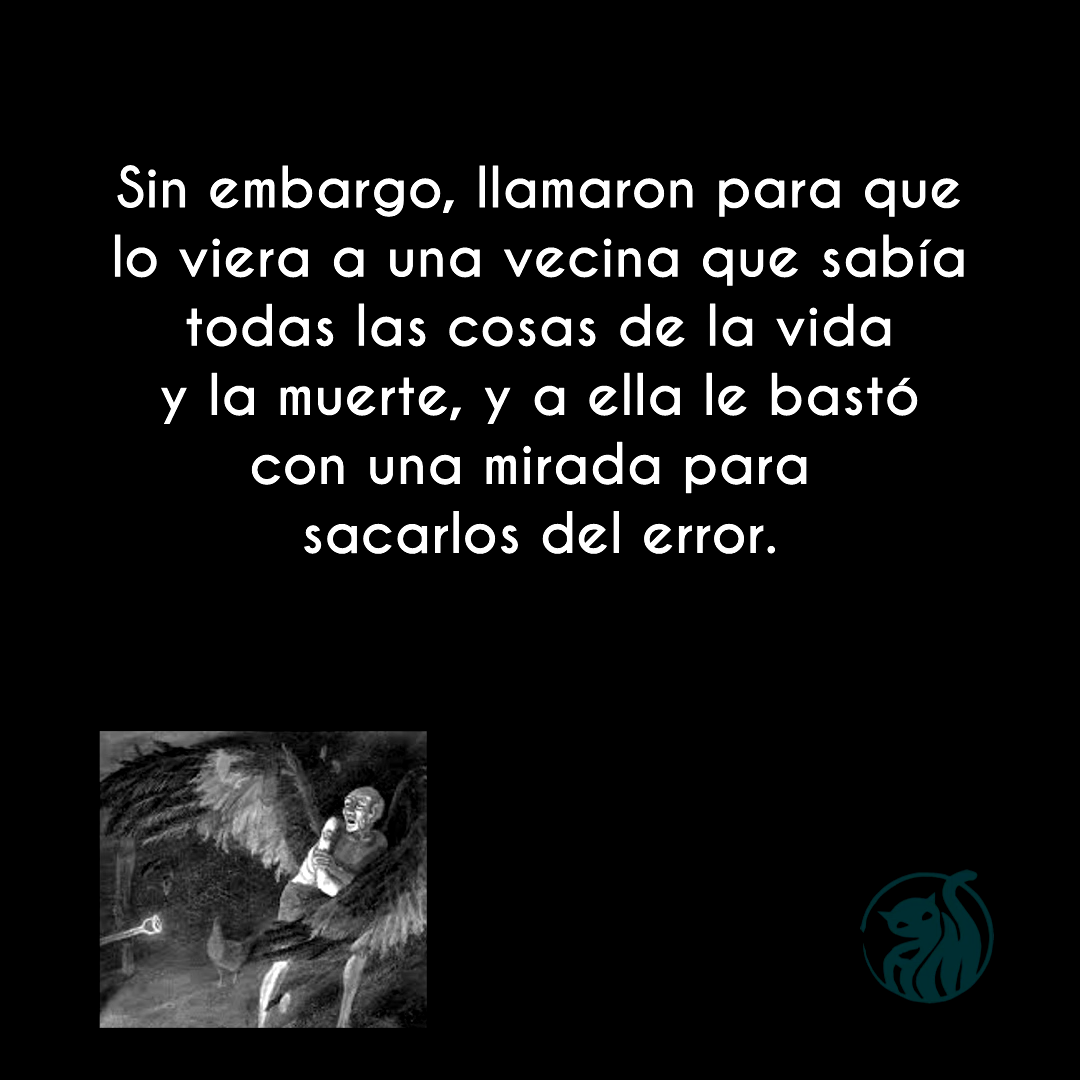 Sin embargo, llamaron para que
lo viera a una vecina que sabía
todas las cosas de la vida
y la muerte, y a ella le bastó
con una mirada para
sacarlos del error.